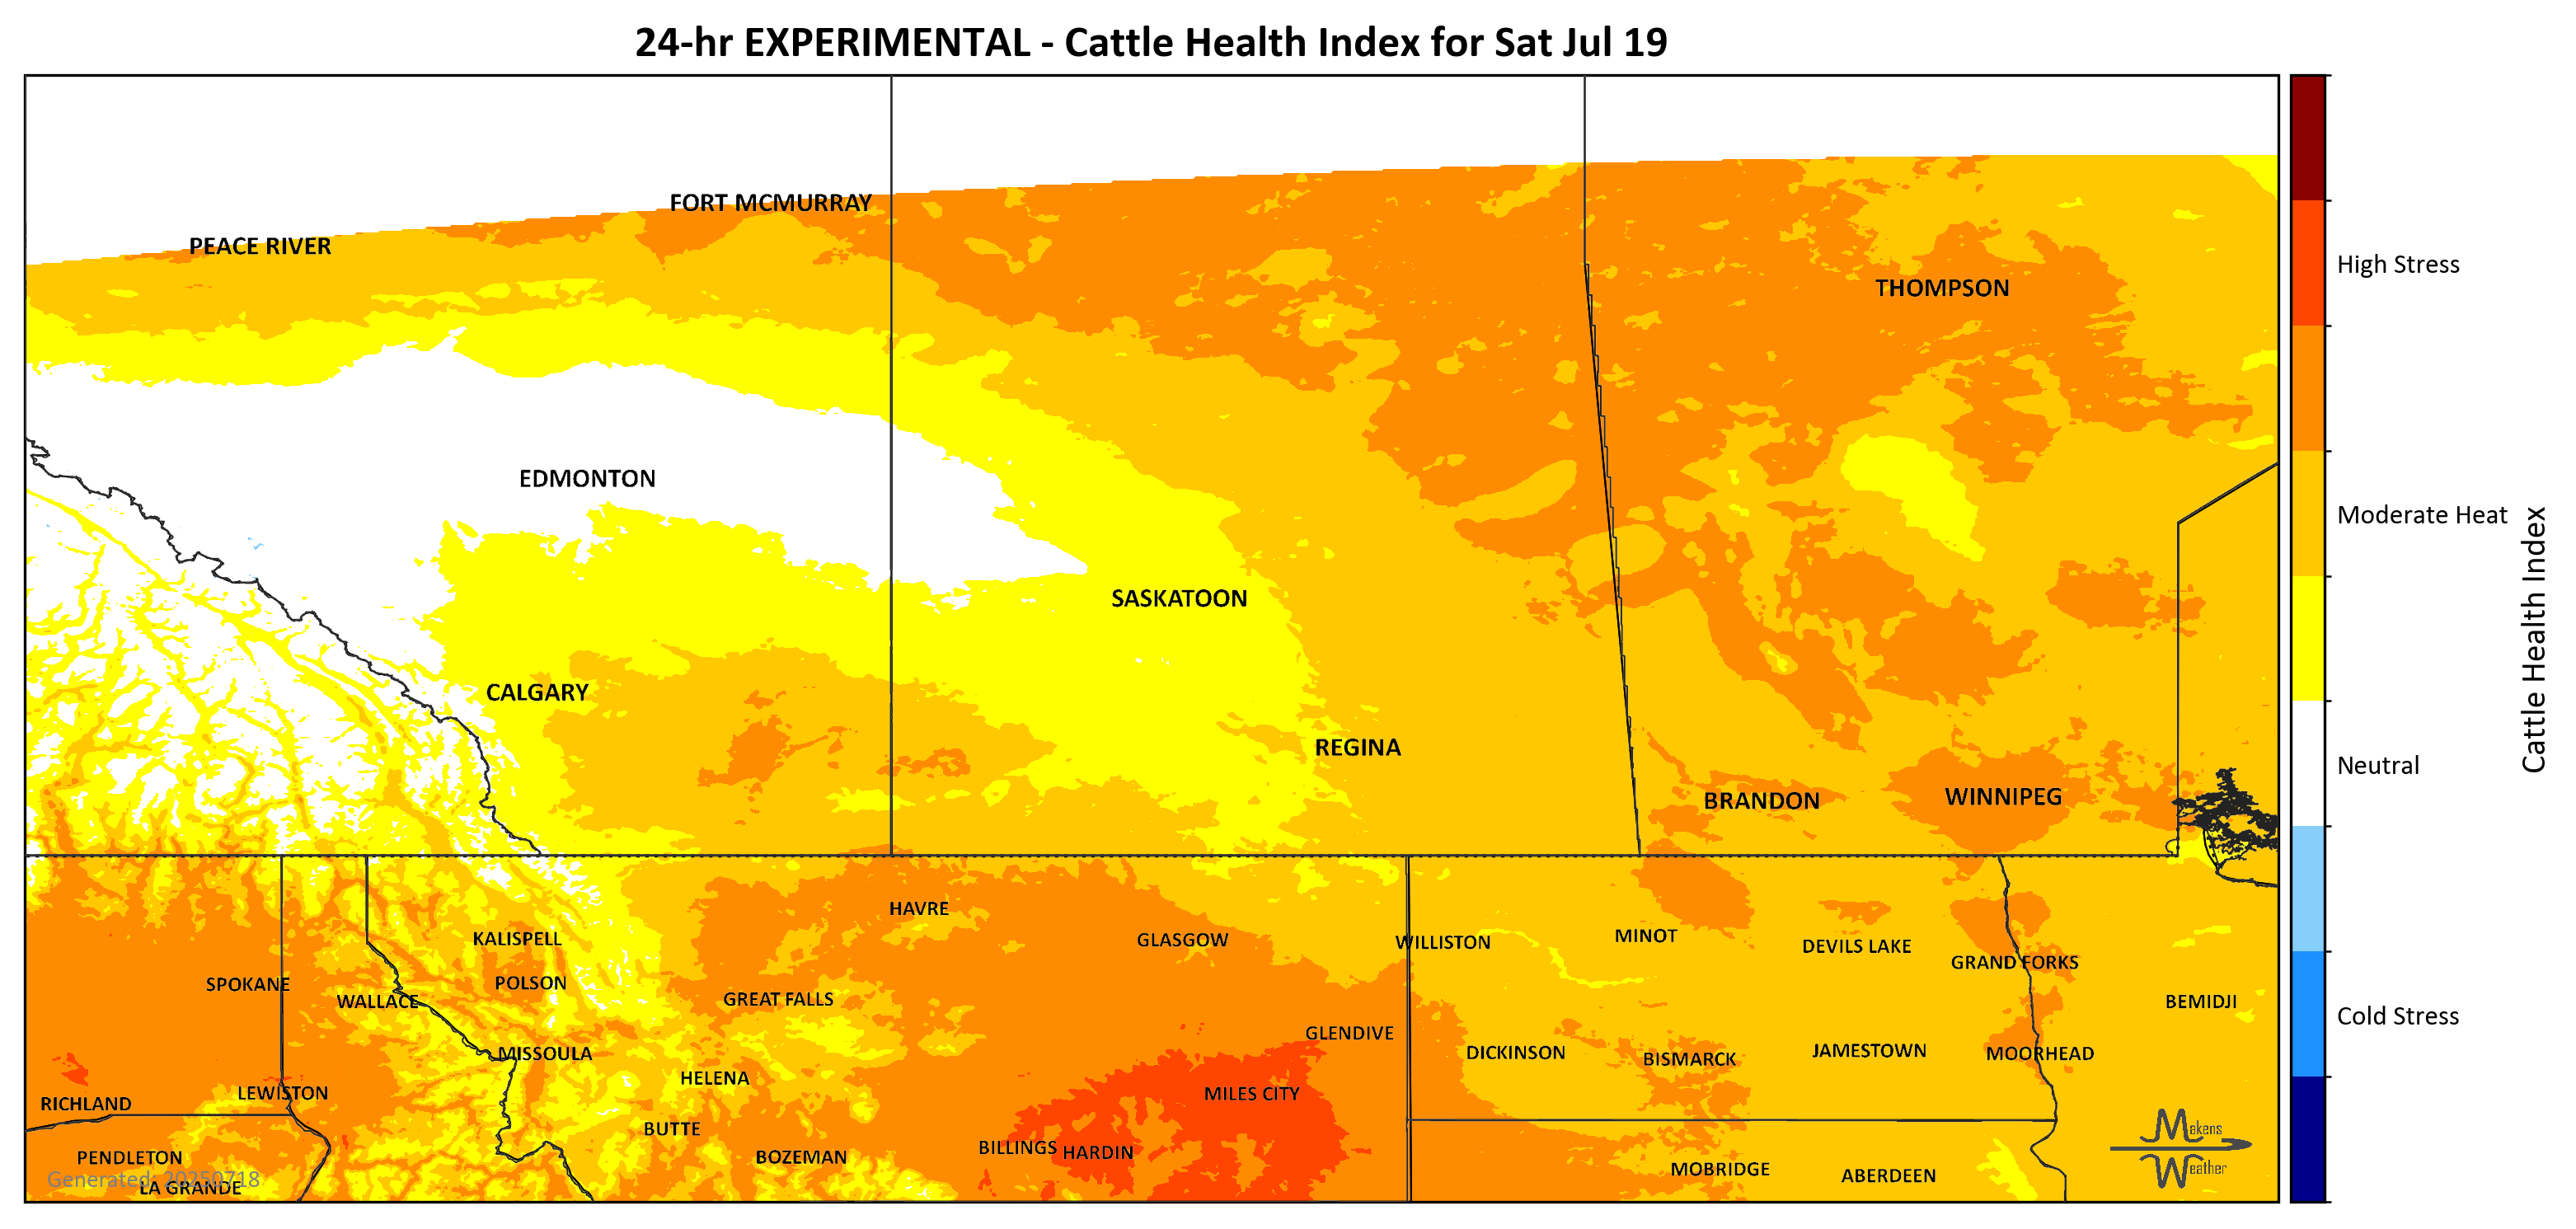 24-hr EXPERIMENTAL - Cattle Health Index for Sat Jul 19
FORT MCMURRAY
PEACE RIVER
THOMPSON
EDMONTON
SASKATOON
CALGARY
REGINA
BRANDON
WINNIPEG
HAVRE
KALISPELL
GLASGOW
WILLISTON
MINOT
DEVILS LAKE
GRAND FORKS
SPOKANE
POLSON
WALLACE
GREAT FALLS
BEMIDJI
GLENDIVE
MISSOULA
DICKINSON
BISMARCK
JAMESTOWN
MOORHEAD
HELENA
LEWISTON
MILES CITY
RICHLAND
BUTTE
BILLINGS
HARDIN
PENDLETON
BOZEMAN
MOBRIDGE
ABERDEEN
LA GRANDE
Generated: 20250718
Makens
Weather
High Stress
Moderate Heat
Neutral
Cold Stress
Cattle Health Index